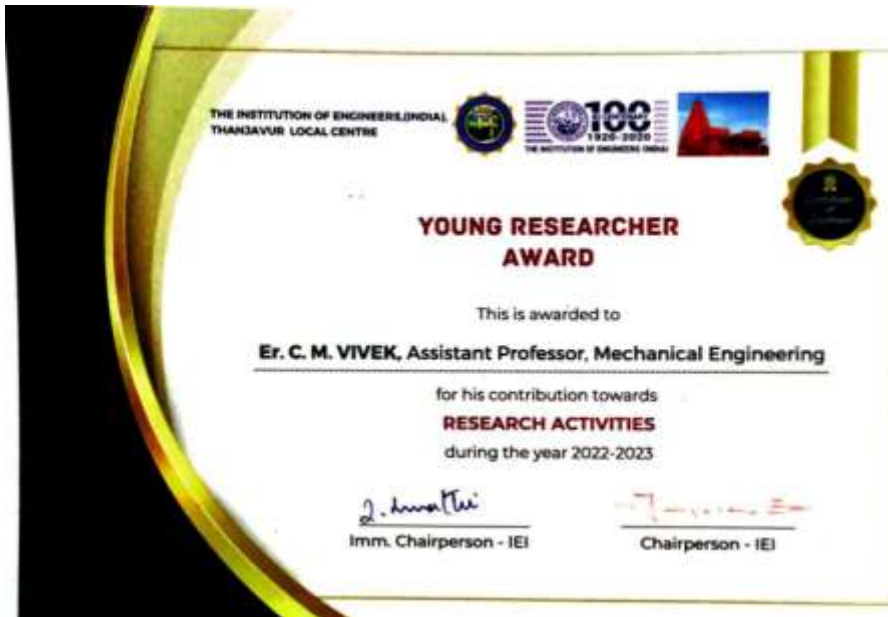 THE INSTITUTION OF ENGINEERS(INDIA),
THANJAVUR LOCAL CENTRE
100
1920-2020
THE INSTITUTION OF ENGINEERS (INDIA)
YOUNG RESEARCHER
AWARD
This is awarded to
Er. C. M. VIVEK, Assistant Professor, Mechanical Engineering
for his contribution towards
RESEARCH ACTIVITIES
during the year 2022-2023
Imm. Chairperson - IEI
Chairperson - IEI